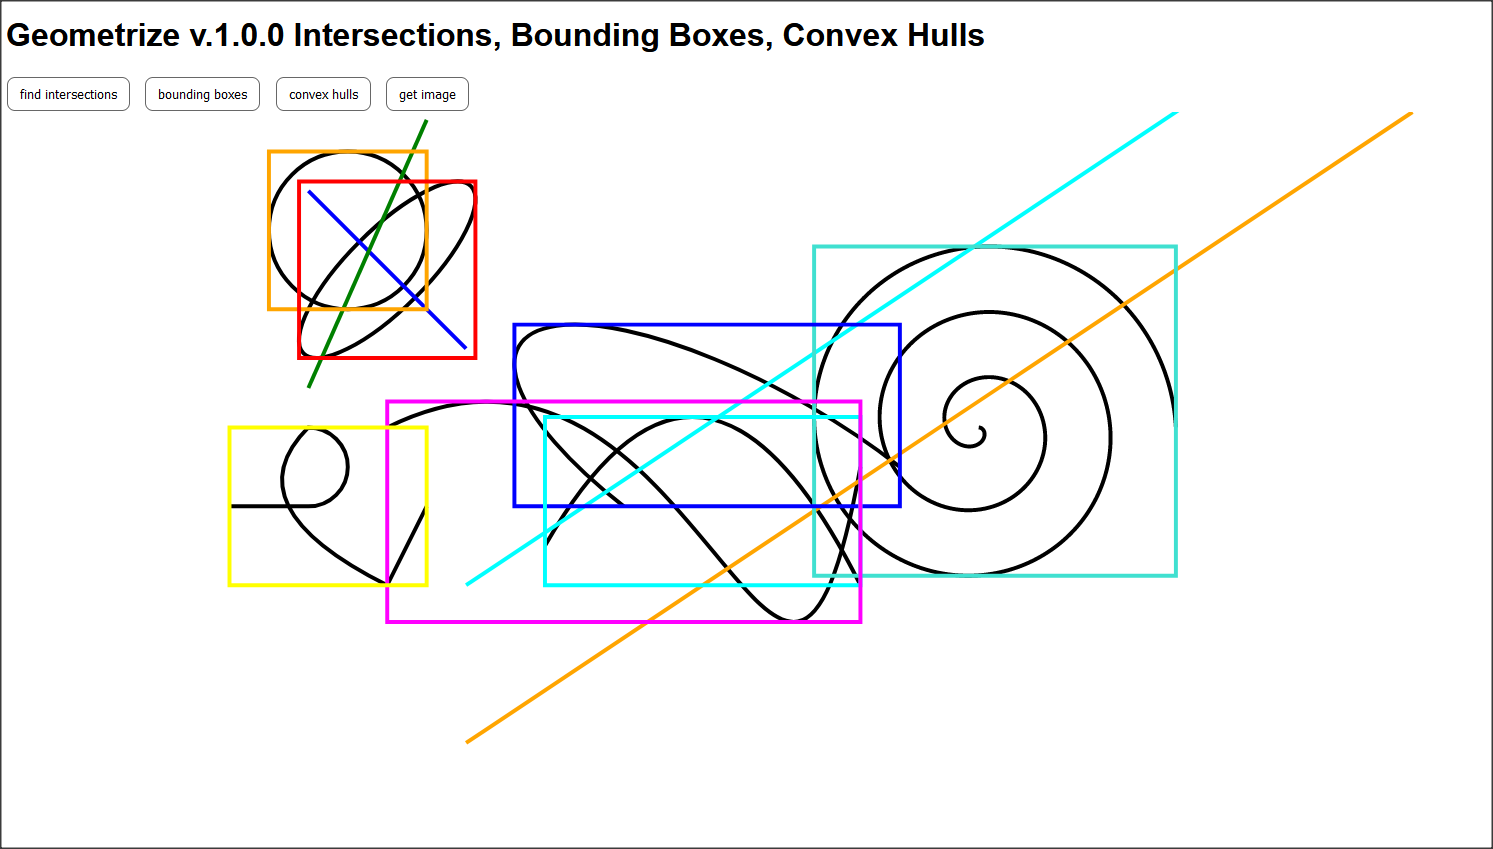 Geometrize v.1.0.0 Intersections, Bounding Boxes, Convex Hulls
find intersections bounding boxes convex hulls get image